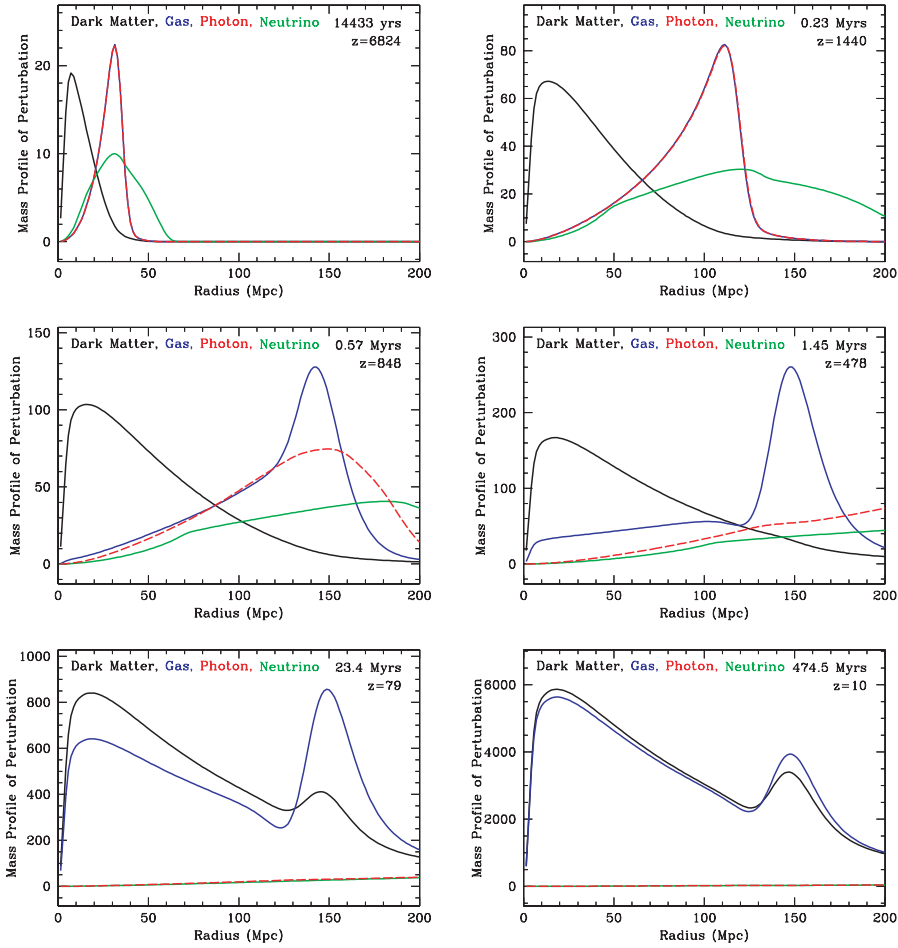 Dark Matter, Gas, Photon, Neutrino 14433 yrs
z=6824
20
10
0
Mass Profile of Perturbation
0 50 100 150 200
Radius (Mpc)
Dark Matter, Gas, Photon, Neutrino 0.23 Myrs
z=1440
80
60
40
20
0
Mass Profile of Perturbation
0 50 100 150 200
Radius (Mpc)
Dark Matter, Gas, Photon, Neutrino 0.57 Myrs
z=848
150
100
50
0
Mass Profile of Perturbation
0 50 100 150 200
Radius (Mpc)
Dark Matter, Gas, Photon, Neutrino 1.45 Myrs
z=478
300
200
100
0
Mass Profile of Perturbation
0 50 100 150 200
Radius (Mpc)
Dark Matter, Gas, Photon, Neutrino 23.4 Myrs
z=79
1000
800
600
400
200
0
Mass Profile of Perturbation
0 50 100 150 200
Radius (Mpc)
Dark Matter, Gas, Photon, Neutrino 474.5 Myrs
z=10
6000
4000
2000
0
Mass Profile of Perturbation
0 50 100 150 200
Radius (Mpc)